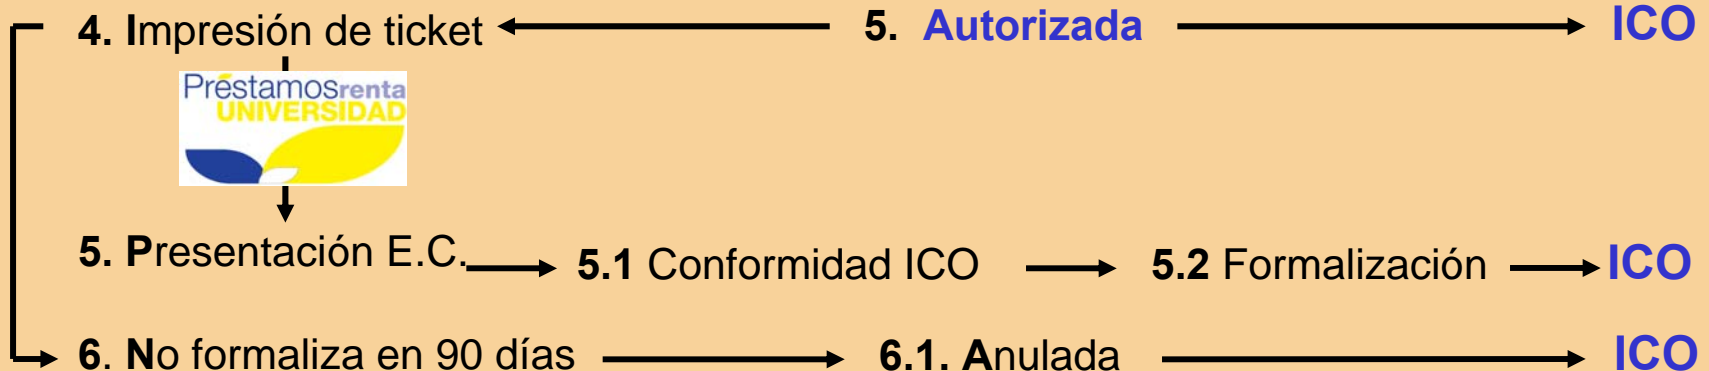 4. Impresión de ticket
5. Autorizada
ICO
Préstamosrenta
UNIVERSIDAD
5. Presentación E.C.
5.1 Conformidad ICO
5.2 Formalización
ICO
6. No formaliza en 90 días
6.1. Anulada
ICO